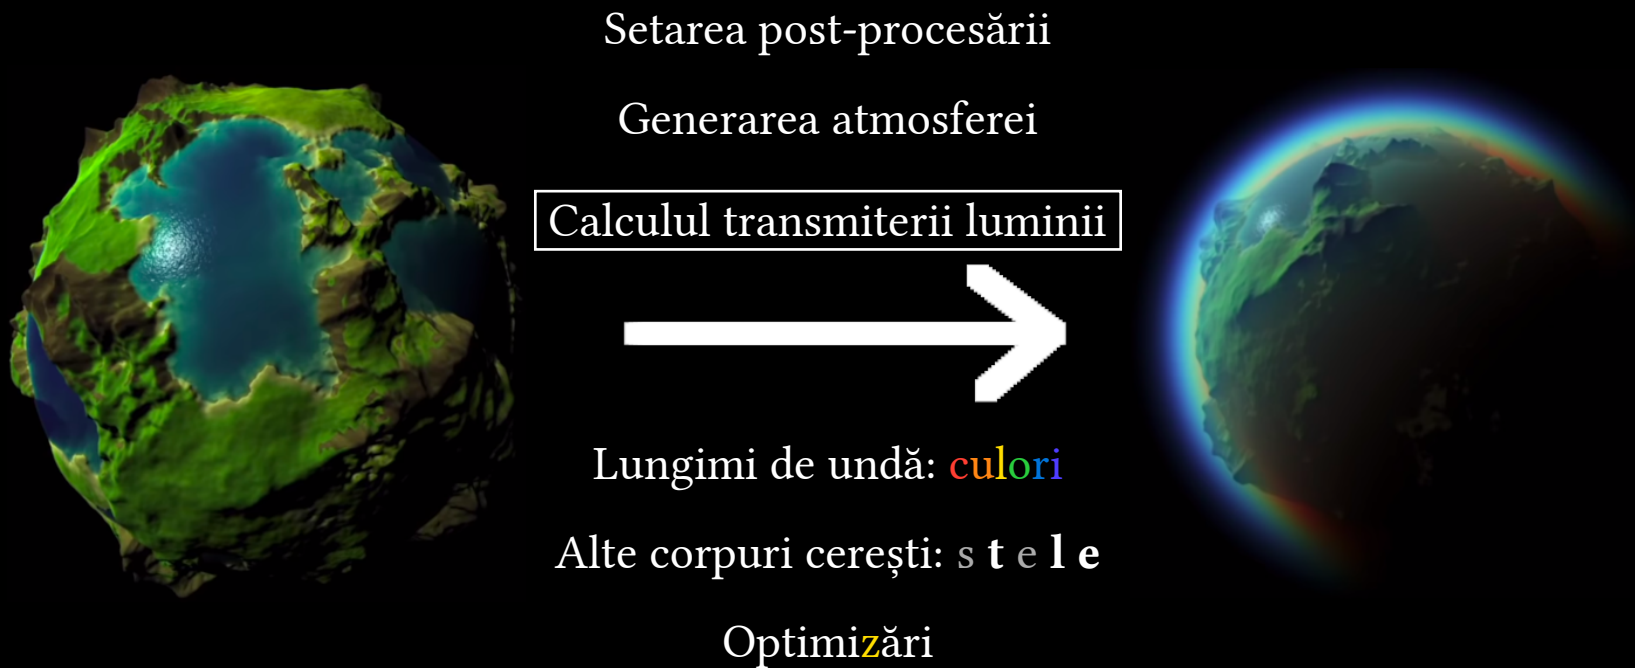 Setarea post-procesării
Generarea atmosferei
Calculul transmiterii luminii
Lungimi de undă: culori
Alte corpuri cerești: s t e l e
Optimizări